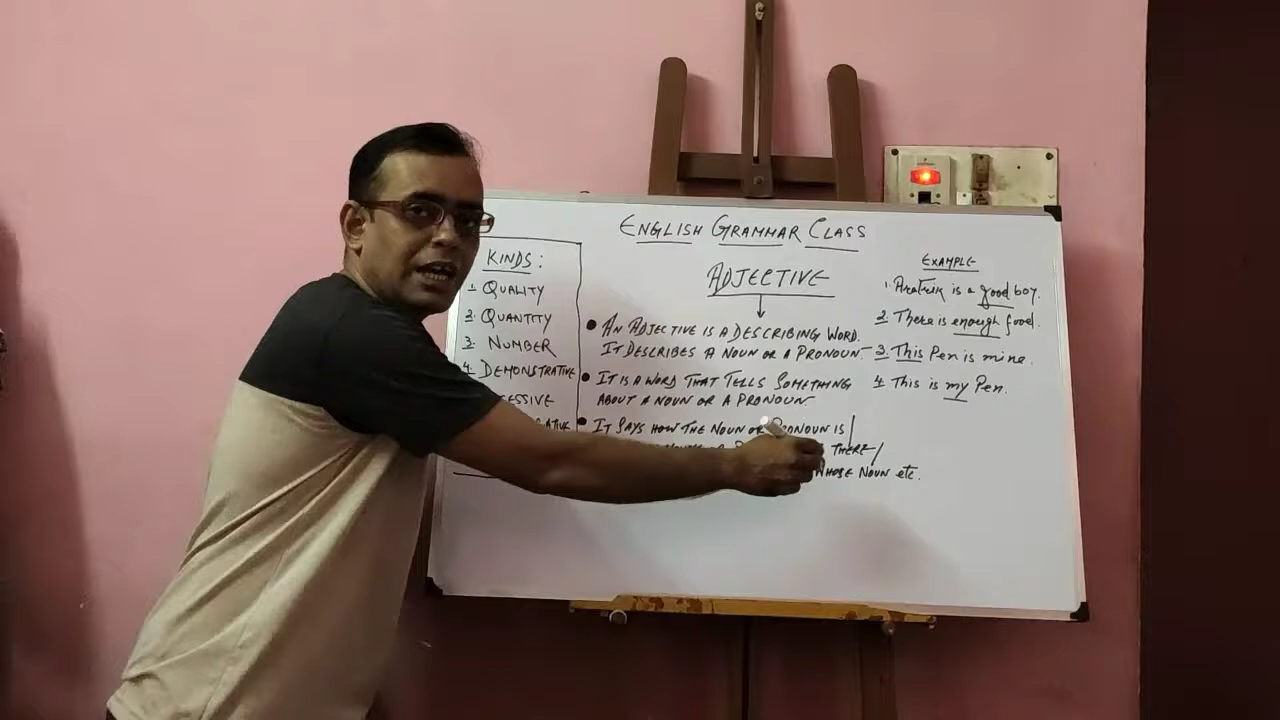 ENGLISH GRAMMAR CLASS
KINDS:
1. QUALITY
2. QUANTITY
3. NUMBER
4. DEMONSTRATIVE
ADJECTIVE
AN ADJECTIVE IS A DESCRIBING WORD.
IT DESCRIBES A NOUN OR A PRONOUN.
IT IS A WORD THAT TELLS SOMETHING
ABOUT A NOUN OR A PRONOUN.
IT SAYS HOW THE NOUN OR PRONOUN IS/
THERE/
WHOSE NOUN etc.
EXAMPLE
1. is a good boy.
2. There is enough food.
3. This Pen is mine.
4. This is my Pen.